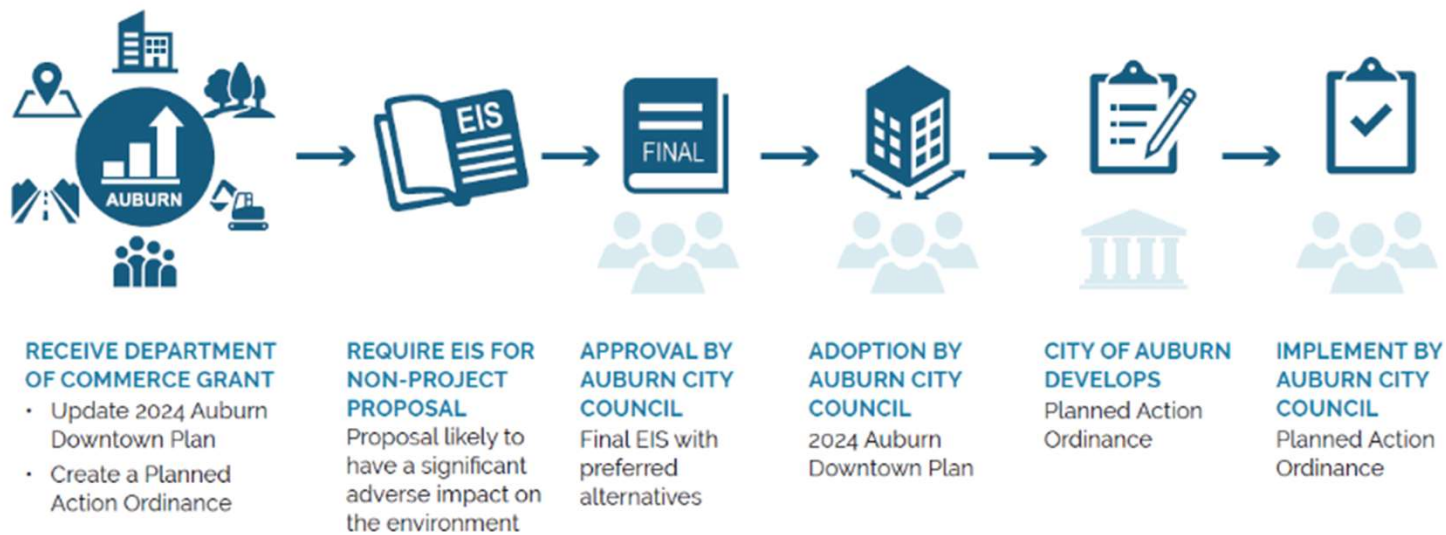 AUBURN
EIS
FINAL
RECEIVE DEPARTMENT
OF COMMERCE GRANT
• Update 2024 Auburn
Downtown Plan
• Create a Planned
Action Ordinance
REQUIRE EIS FOR
NON-PROJECT
PROPOSAL
Proposal likely to
have a significant
adverse impact on
the environment
APPROVAL BY
AUBURN CITY
COUNCIL
Final EIS with
preferred
alternatives
ADOPTION BY
AUBURN CITY
COUNCIL
2024 Auburn
Downtown Plan
CITY OF AUBURN
DEVELOPS
Planned Action
Ordinance
IMPLEMENT BY
AUBURN CITY
COUNCIL
Planned Action
Ordinance